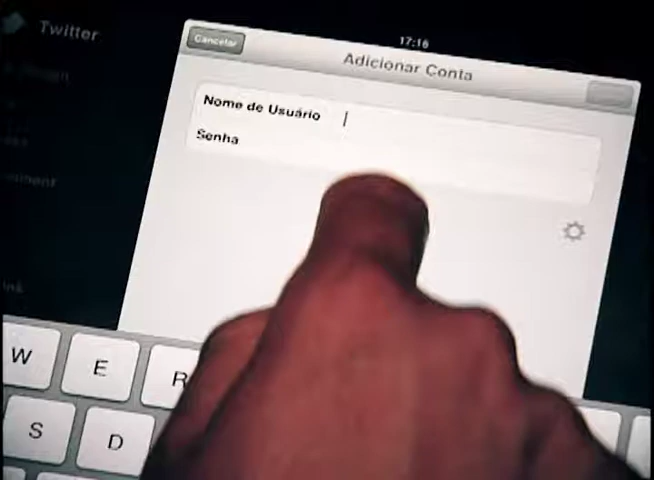 Twitter
17:16
Cancelar
Adicionar Conta
Nome de Usuário
Senha
W E R
S D